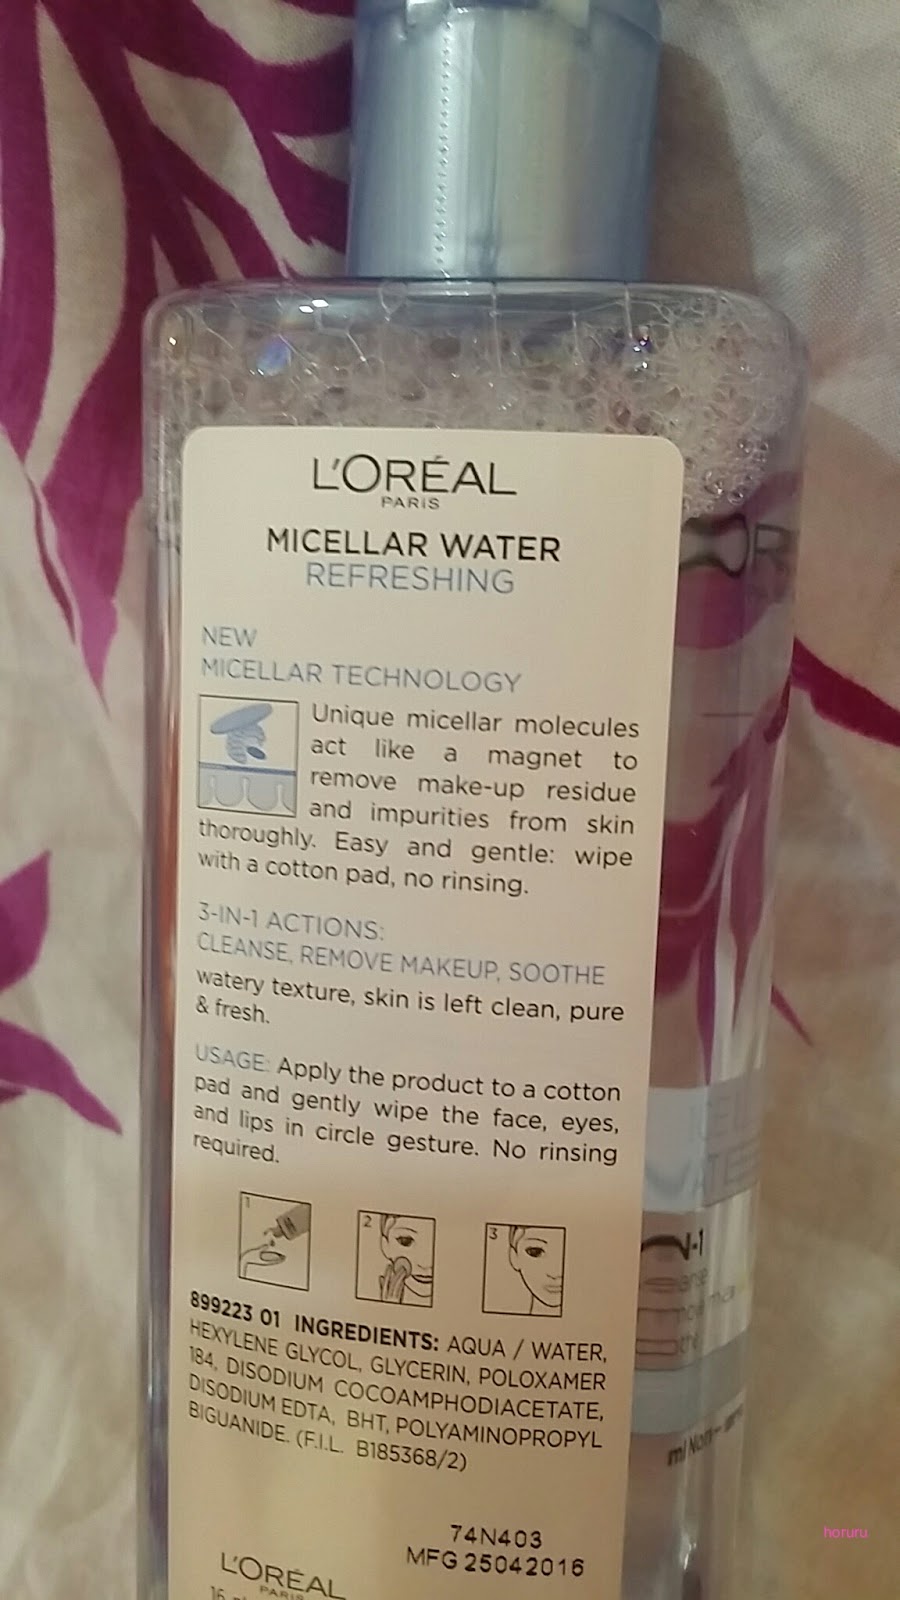 L'ORÉAL
PARIS
MICELLAR WATER
REFRESHING
NEW
MICELLAR TECHNOLOGY
Unique micellar molecules
act like a magnet to
remove make-up residue
and impurities from skin
thoroughly. Easy and gentle: wipe
with a cotton pad, no rinsing.
3-IN-1 ACTIONS:
CLEANSE, REMOVE MAKEUP, SOOTHE
watery texture, skin is left clean, pure
& fresh.
USAGE: Apply the product to a cotton
pad and gently wipe the face, eyes,
and lips in circle gesture. No rinsing
required.
1
2
3
899223 01 INGREDIENTS: AQUA / WATER,
HEXYLENE GLYCOL, GLYCERIN, POLOXAMER
184, DISODIUM COCOAMPHODIACETATE,
DISODIUM EDTA, BHT, POLYAMINOPROPYL
BIGUANIDE. (F.I.L. B185368/2)
74N403
MFG 25042016
L'ORÉAL
PARIS
horuru